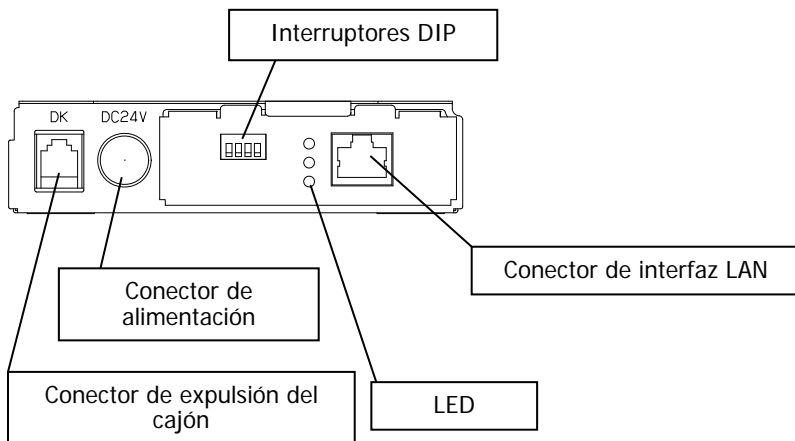 Interruptores DIP
DK
DC24V
Conector de interfaz LAN
Conector de
alimentación
Conector de expulsión del
cajón
LED